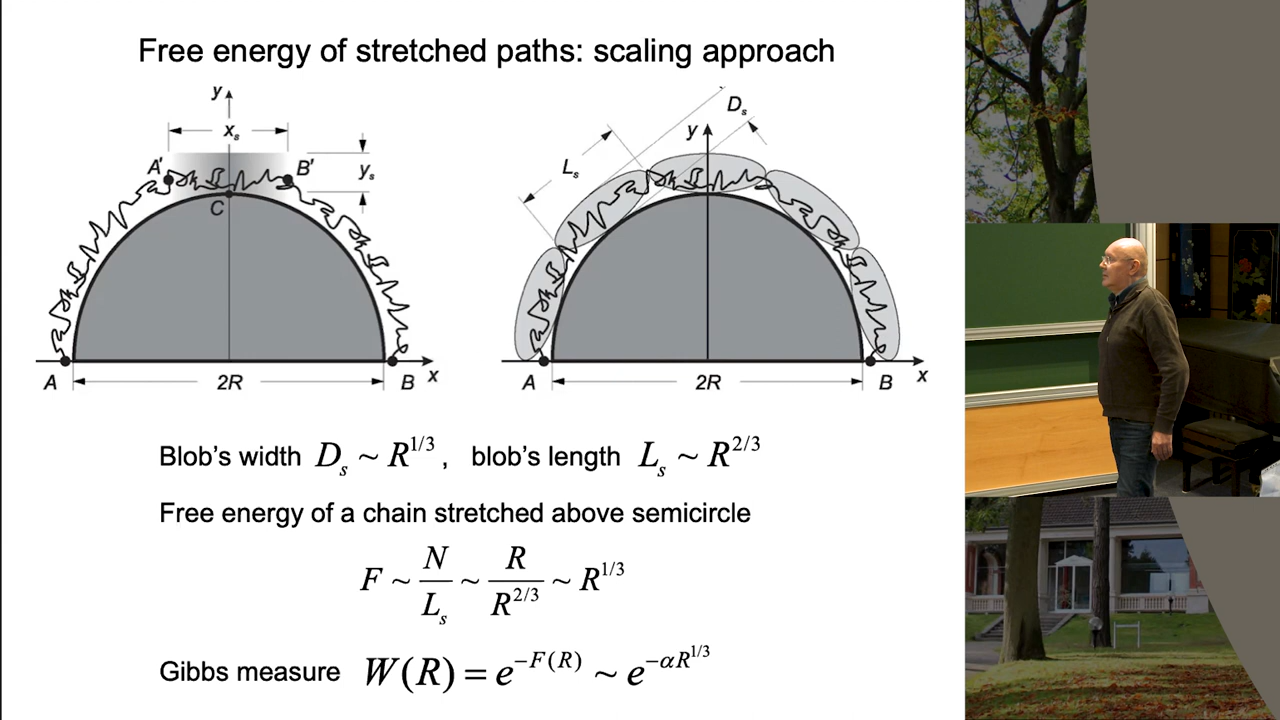 Free energy of stretched paths: scaling approach
y
x_s
A' B' y_s
C
A 2R B x
D_s
y
L_s
A 2R B x
Blob's width D_s ~ R^{1/3}, blob's length L_s ~ R^{2/3}
Free energy of a chain stretched above semicircle
F ~ N/L_s ~ R/R^{2/3} ~ R^{1/3}
Gibbs measure W(R) = e^{-F(R)} ~ e^{-αR^{1/3}}